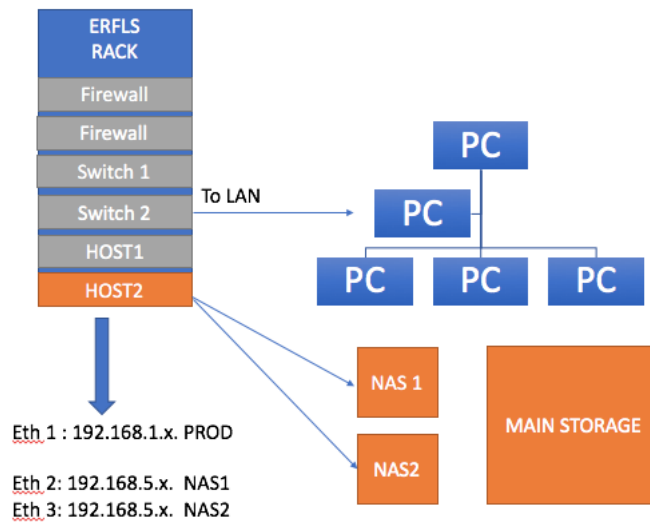 ERFLS
RACK
Firewall
Firewall
Switch 1
Switch 2
HOST1
HOST2
To LAN
PC
PC
PC
PC
PC
NAS 1
NAS2
MAIN STORAGE
Eth 1 : 192.168.1.x. PROD
Eth 2: 192.168.5.x. NAS1
Eth 3: 192.168.5.x. NAS2